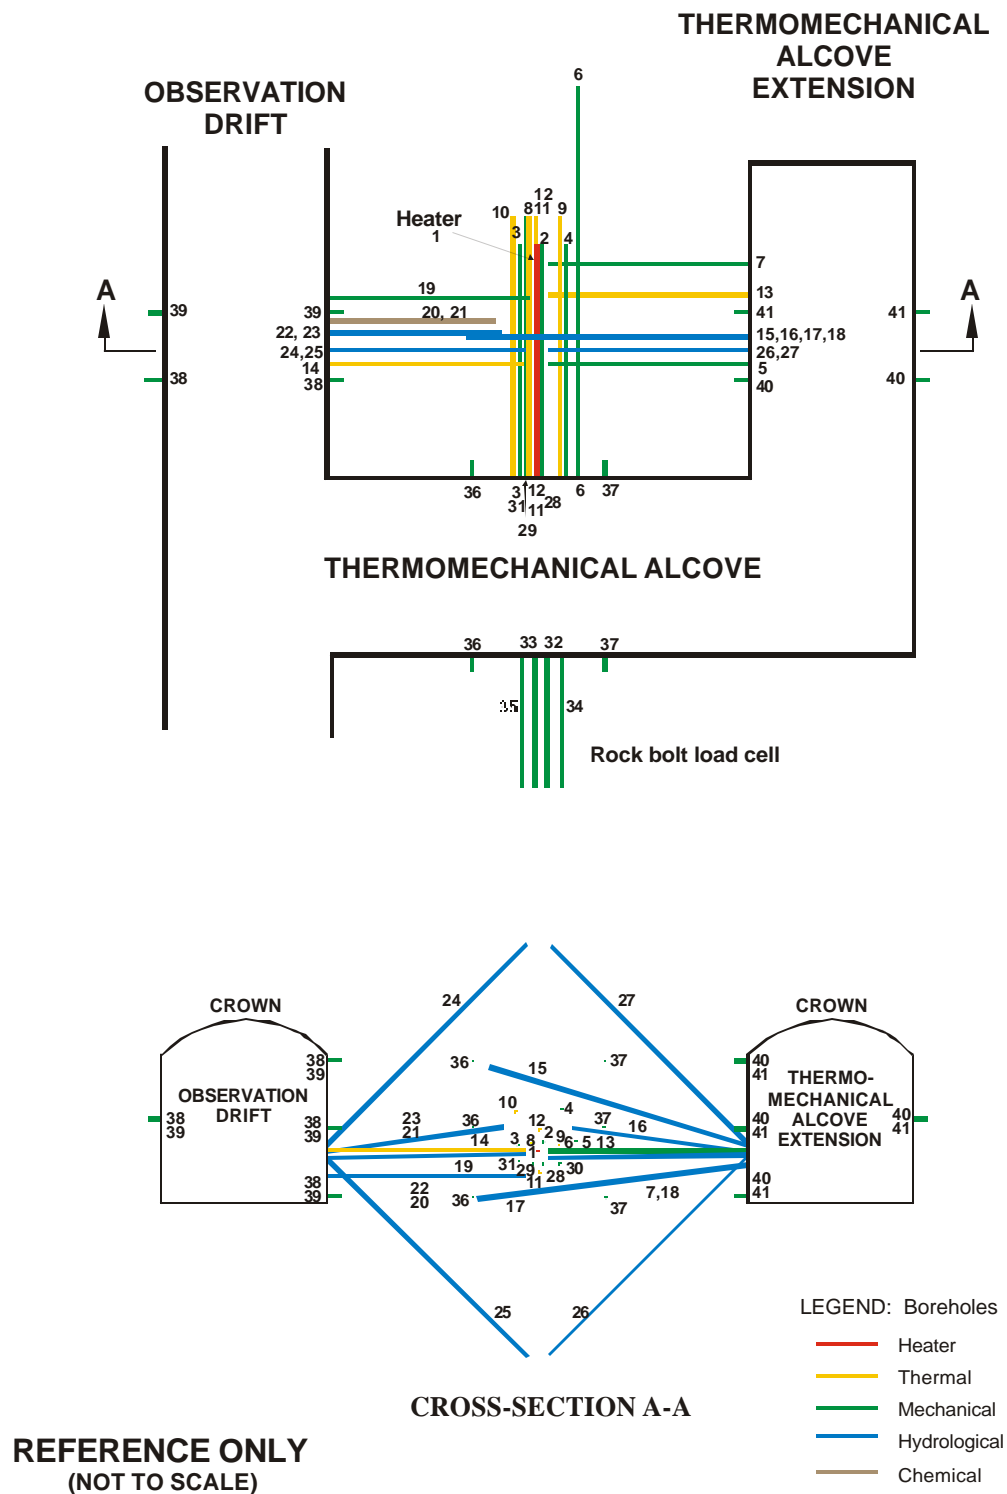 THERMOMECHANICAL
ALCOVE
EXTENSION
OBSERVATION
DRIFT
6
12
10 8 11 9
Heater
1
3 2 4
7
19
13
A
A
39
39
20, 21
41
41
22, 23
15,16,17,18
24,25
26,27
14
5
38
38
40
40
36
3 12
6 37
31 11 28
29
THERMOMECHANICAL ALCOVE
36 33 32 37
35
34
Rock bolt load cell
24
27
CROWN
CROWN
36
15
37
38
39
40
41
OBSERVATION
DRIFT
THERMO-
MECHANICAL
ALCOVE
EXTENSION
10
4
38
39
23
21
36
12
37
16
38
39
40
41
40
41
14
3 8 2 9 6 5 13
1
31
29
30
19
11 28
38
39
22
20
36
17
7,18
37
40
41
25
26
LEGEND: Boreholes
Heater
Thermal
Mechanical
Hydrological
Chemical
CROSS-SECTION A-A
REFERENCE ONLY
(NOT TO SCALE)